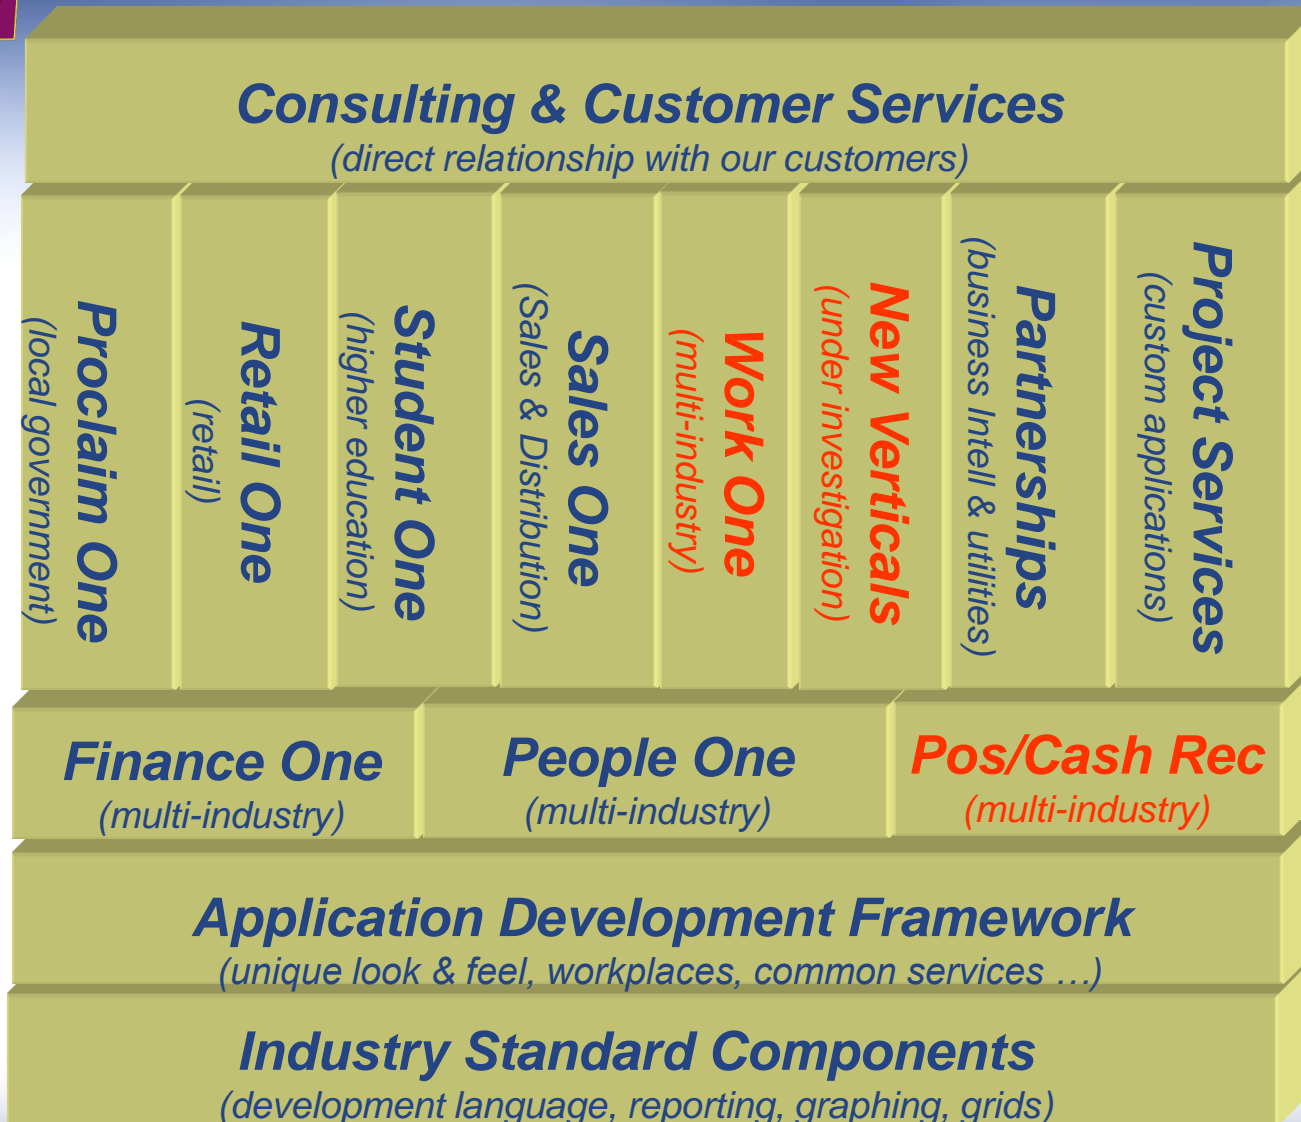 Consulting & Customer Services
(direct relationship with our customers)
Proclaim One
(local government)
Retail One
(retail)
Student One
(higher education)
Sales One
(Sales & Distribution)
Work One
(multi-industry)
New Verticals
(under investigation)
Partnerships
(business Intell & utilities)
Project Services
(custom applications)
Finance One
(multi-industry)
People One
(multi-industry)
Pos/Cash Rec
(multi-industry)
Application Development Framework
(unique look & feel, workplaces, common services …)
Industry Standard Components
(development language, reporting, graphing, grids)